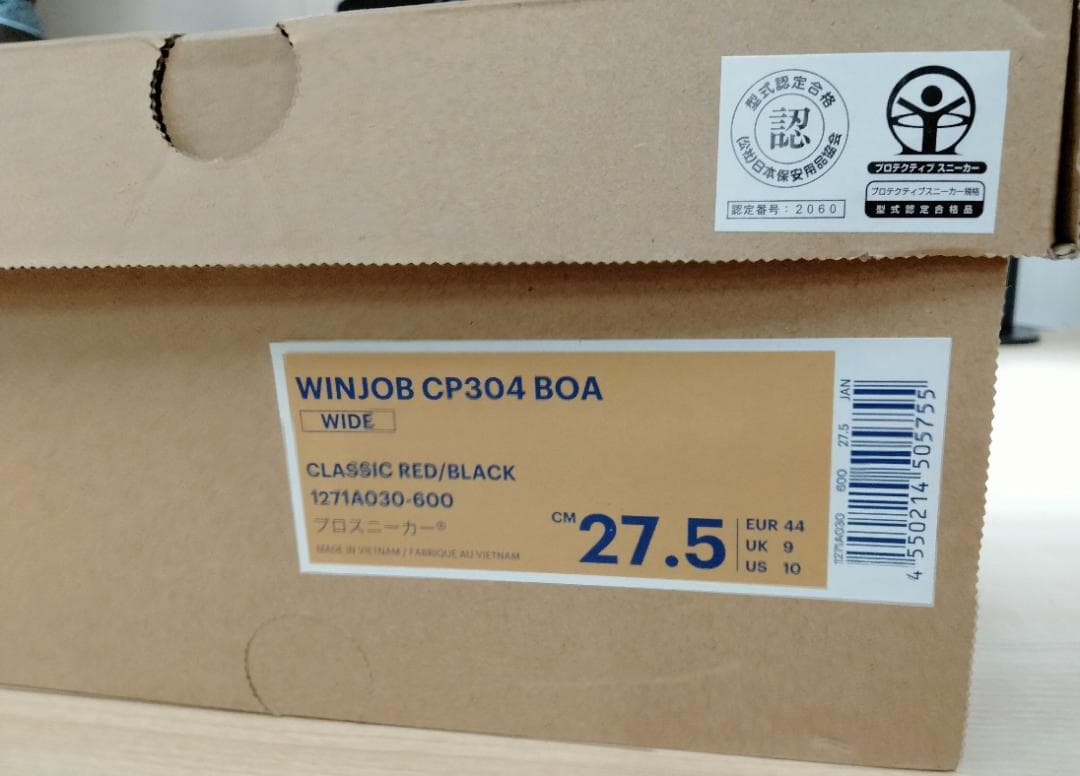 型式認定合格
認
(公社)日本保安用品協会
認定番号：2060
プロテクティブ スニーカー
プロテクティブスニーカー規格
型式認定合格品
WINJOB CP304 BOA
WIDE
CLASSIC RED/BLACK
1271A030-600
プロスニーカー®
MADE IN VIETNAM / FABRIQUE AU VIETNAM
CM 27.5
EUR 44
UK 9
US 10
1271A030 600 27.5 JAN
4 550214 505755